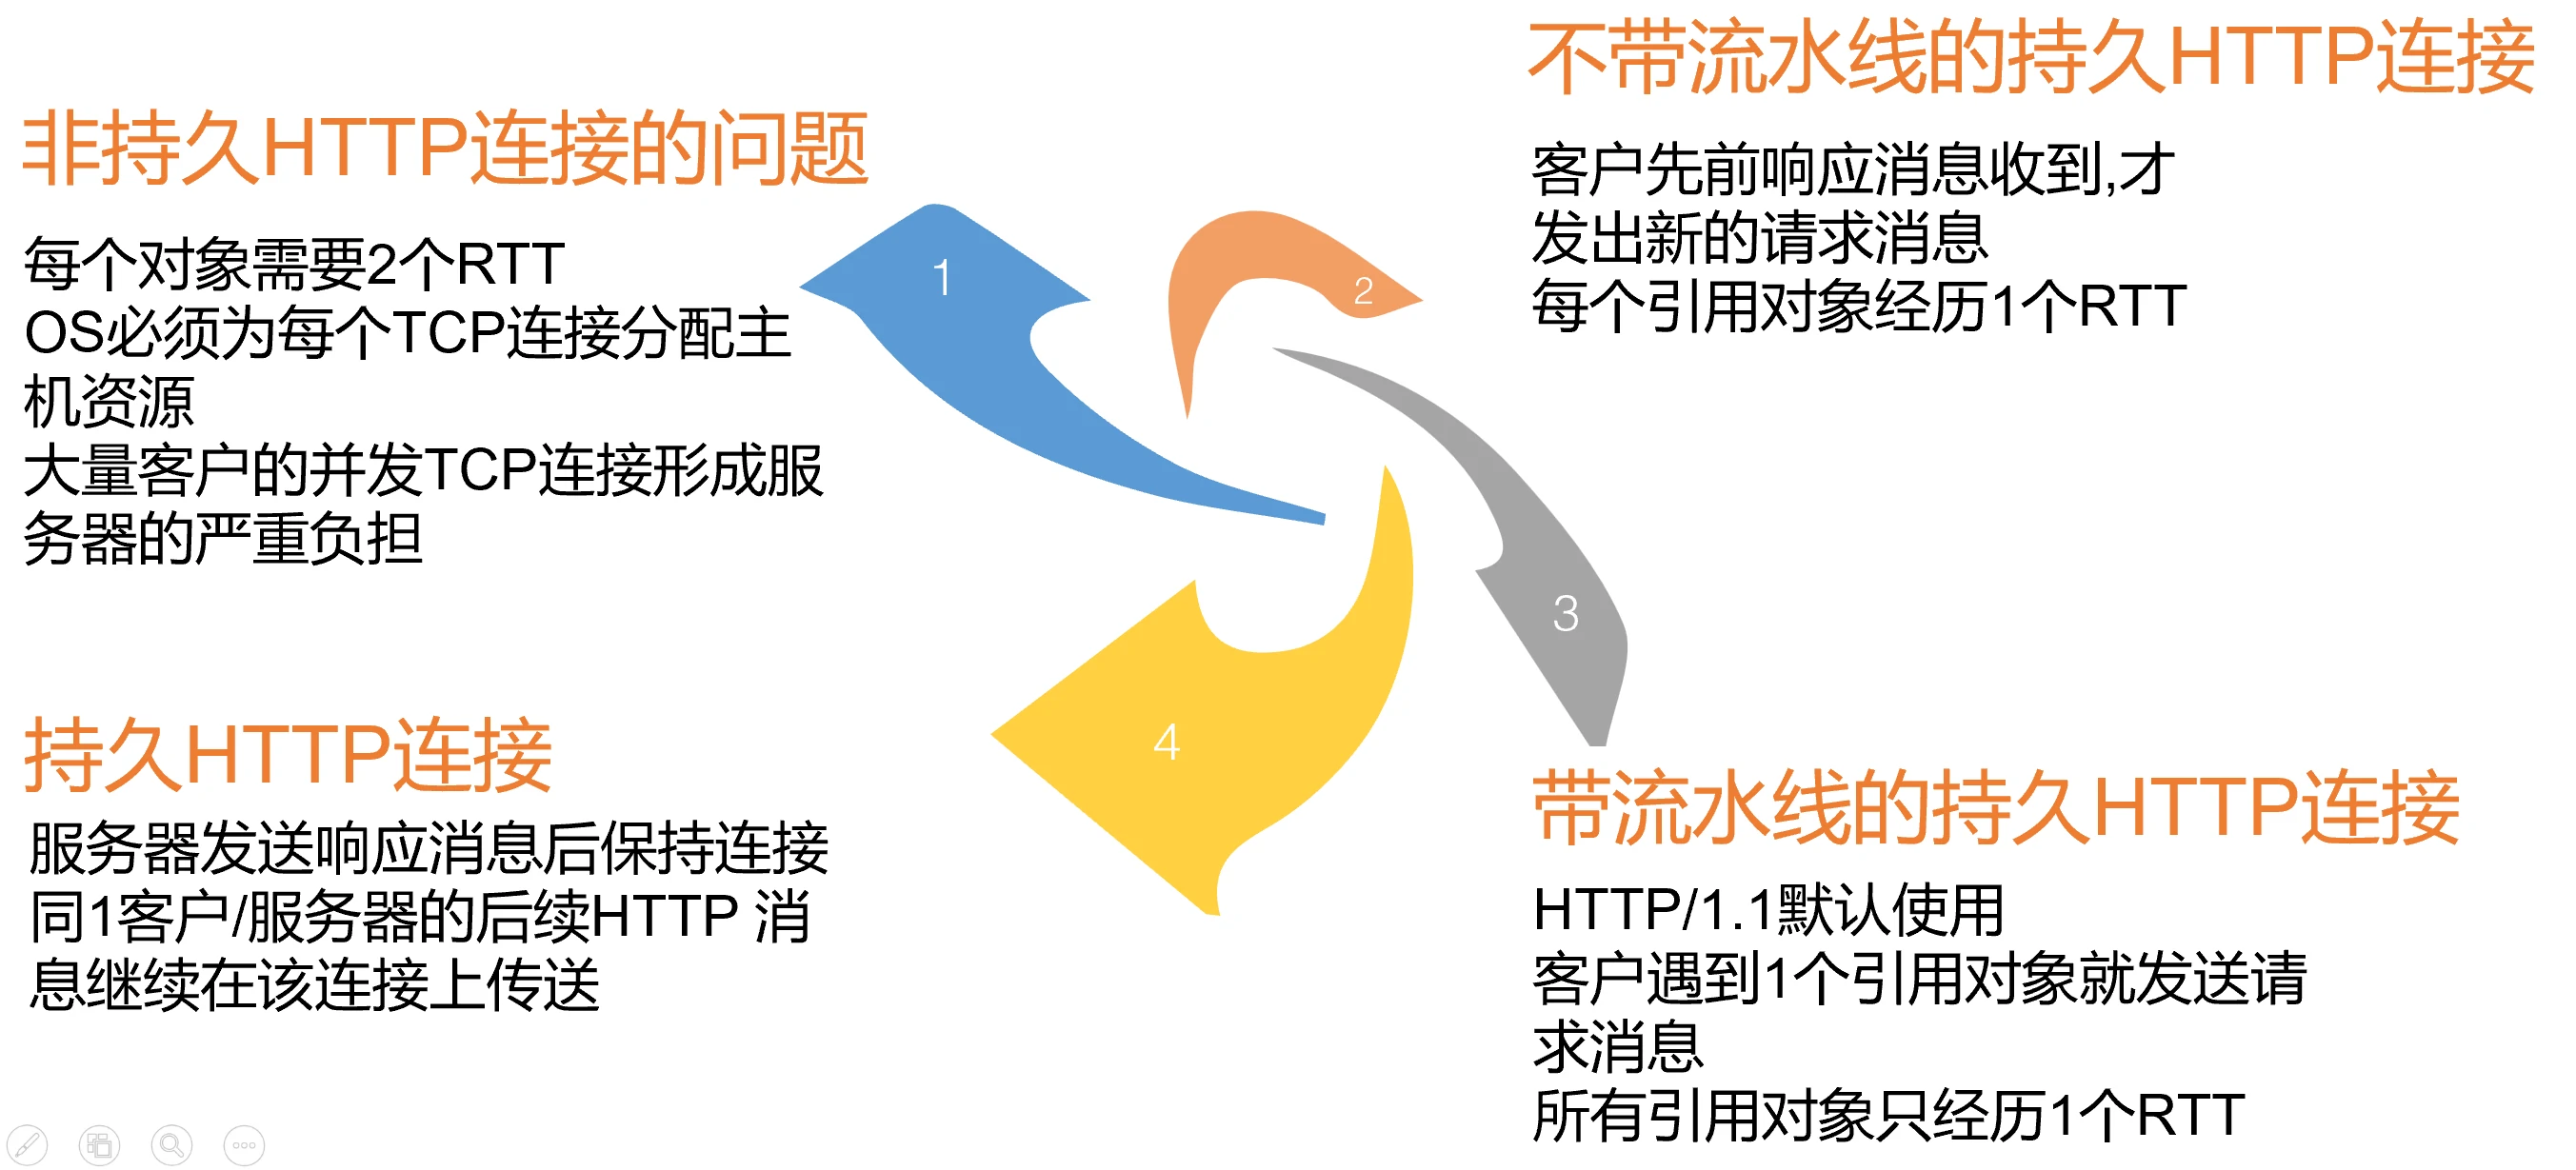 非持久HTTP连接的问题
每个对象需要2个RTT
OS必须为每个TCP连接分配主
机资源
大量客户的并发TCP连接形成服
务器的严重负担
1
2
不带流水线的持久HTTP连接
客户先前响应消息收到,才
发出新的请求消息
每个引用对象经历1个RTT
持久HTTP连接
服务器发送响应消息后保持连接
同1客户/服务器的后续HTTP 消
息继续在该连接上传送
4
3
带流水线的持久HTTP连接
HTTP/1.1默认使用
客户遇到1个引用对象就发送请
求消息
所有引用对象只经历1个RTT